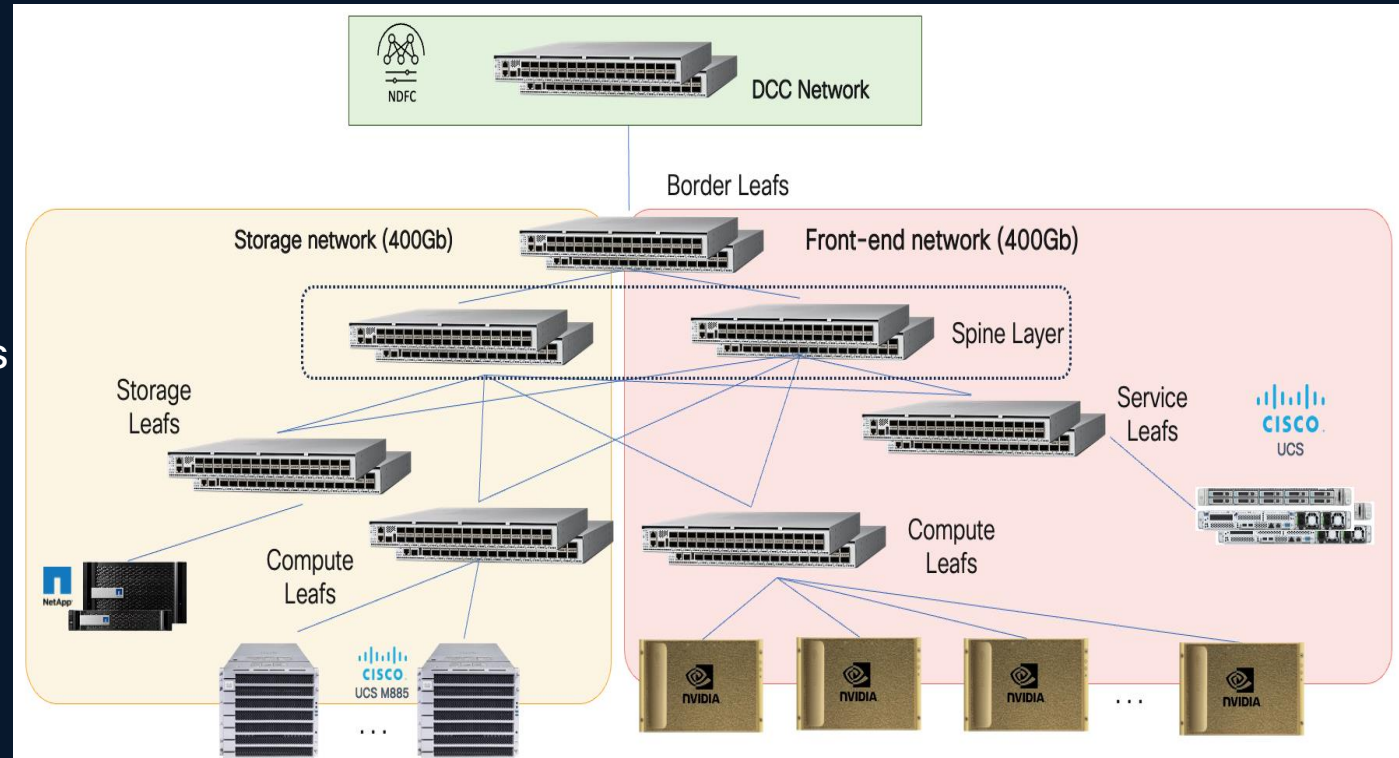 NDFC
DCC Network
Border Leafs
Storage network (400Gb)
Front-end network (400Gb)
Spine Layer
s
Storage
Leafs
Service
Leafs
CISCO
UCS
Compute
Leafs
Compute
Leafs
NetApp
CISCO
UCS M885
...
NVIDIA
NVIDIA
NVIDIA
...
NVIDIA